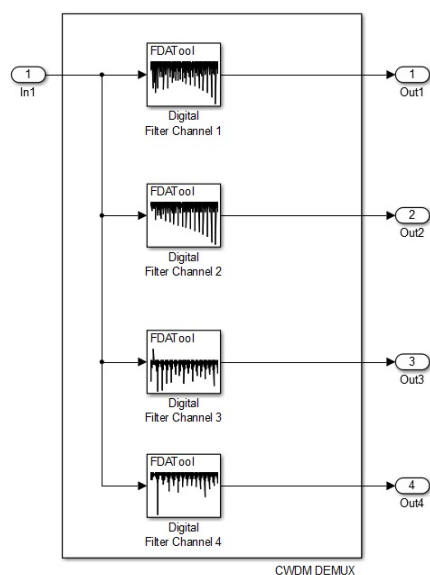 FDATool
1
In1
Digital
Filter Channel 1
1
Out1
FDATool
Digital
Filter Channel 2
2
Out2
FDATool
Digital
Filter Channel 3
3
Out3
FDATool
Digital
Filter Channel 4
4
Out4
CWDM DEMUX